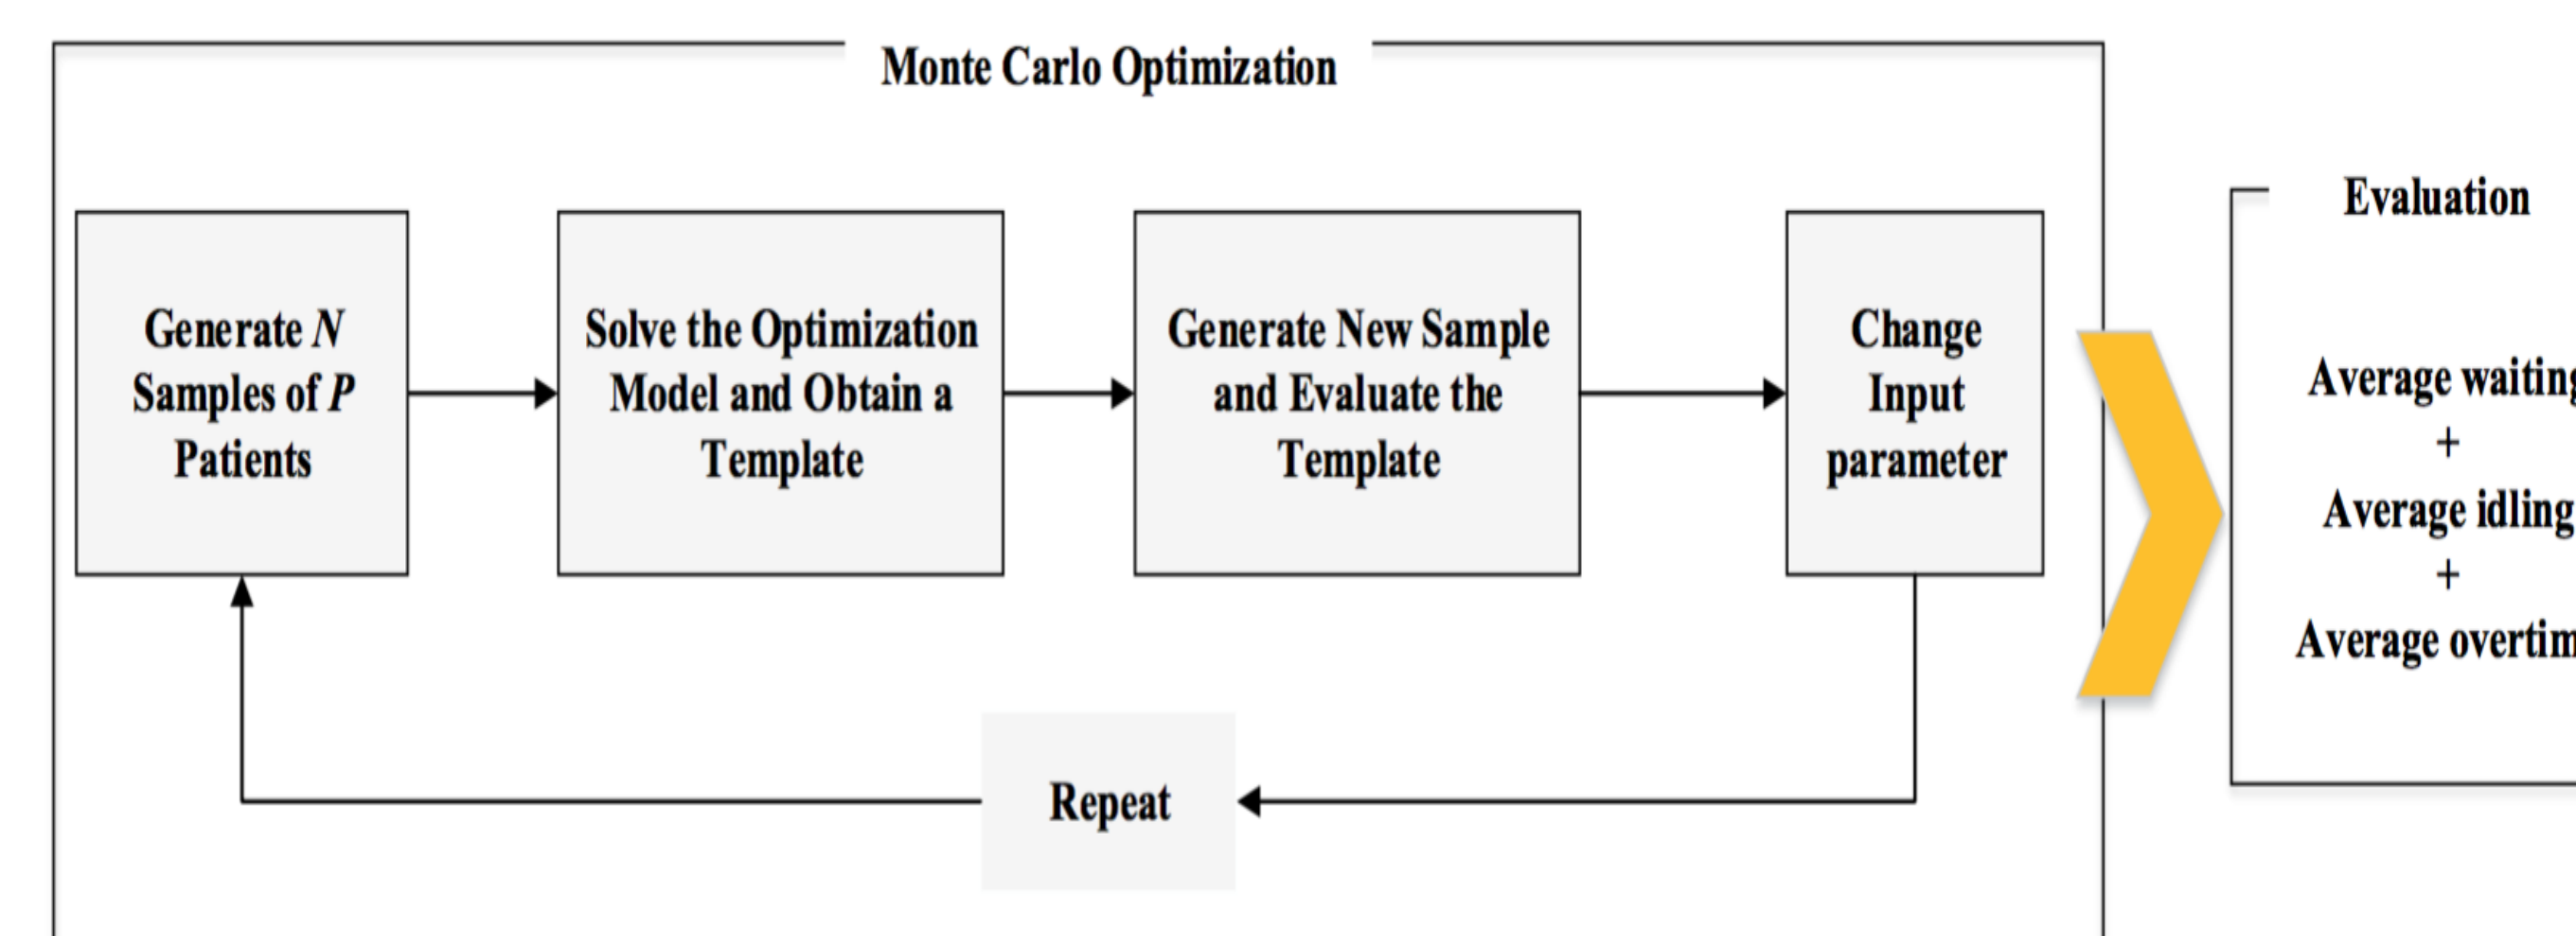 Monte Carlo Optimization
Generate N
Samples of P
Patients
Solve the Optimization
Model and Obtain a
Template
Generate New Sample
and Evaluate the
Template
Change
Input
parameter
Repeat
Evaluation
Average waiting
+
Average idling
+
Average